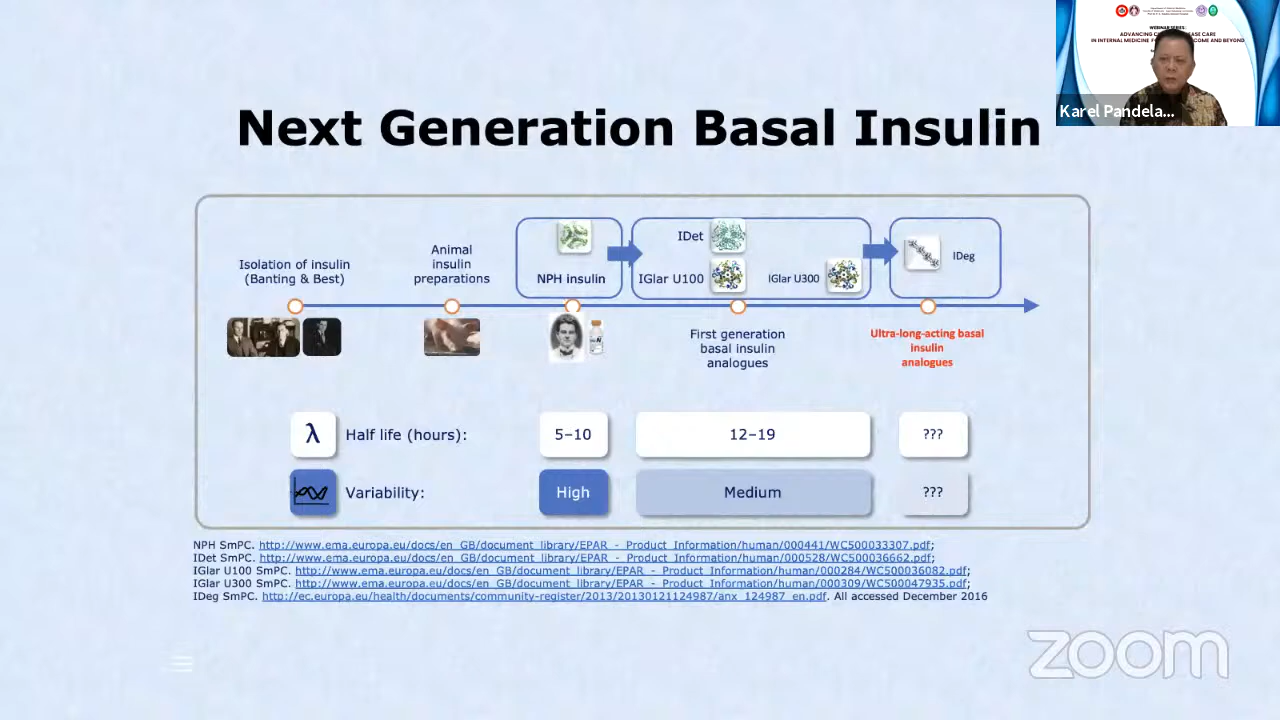 WEBINAR SERIES:
IN INTERNAL MEDICINE
Karel Pandela...
Next Generation Basal Insulin
Isolation of insulin
(Banting & Best)
Animal
insulin
preparations
NPH insulin
IDet
IGlar U100
IGlar U300
IDeg
First generation
basal insulin
analogues
Ultra-long-acting basal
insulin
analogues
λ Half life (hours): 5–10 12–19 ???
Variability: High Medium ???
NPH SmPC. http://www.ema.europa.eu/docs/en_GB/document_library/EPAR_-_Product_Information/human/000441/WC500033307.pdf;
IDet SmPC. http://www.ema.europa.eu/docs/en_GB/document_library/EPAR_-_Product_Information/human/000528/WC500036662.pdf;
IGlar U100 SmPC. http://www.ema.europa.eu/docs/en_GB/document_library/EPAR_-_Product_Information/human/000284/WC500036082.pdf;
IGlar U300 SmPC. http://www.ema.europa.eu/docs/en_GB/document_library/EPAR_-_Product_Information/human/000309/WC500047935.pdf;
IDeg SmPC. http://ec.europa.eu/health/documents/community-register/2013/20130121124987/anx_124987_en.pdf. All accessed December 2016
zoom